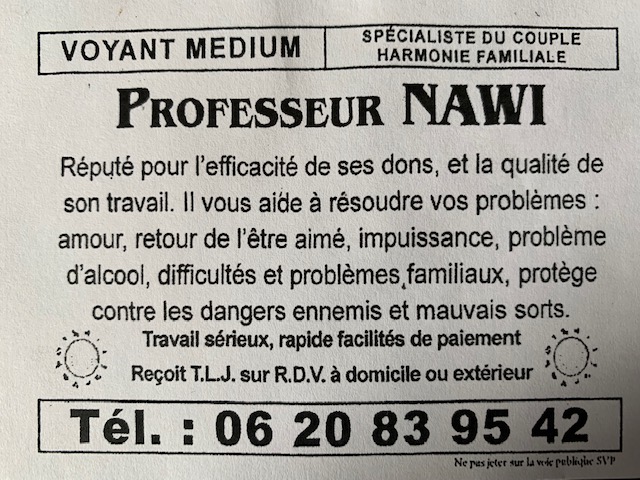 VOYANT MEDIUM
SPÉCIALISTE DU COUPLE
HARMONIE FAMILIALE
PROFESSEUR NAWI
Réputé pour l'efficacité de ses dons, et la qualité de
son travail. Il vous aide à résoudre vos problèmes :
amour, retour de l'être aimé, impuissance, problème
d'alcool, difficultés et problèmes familiaux, protège
contre les dangers ennemis et mauvais sorts.
Travail sérieux, rapide facilités de paiement
Reçoit T.L.J. sur R.D.V. à domicile ou extérieur
Tél. : 06 20 83 95 42
Ne pas jeter sur la voie publique SVP